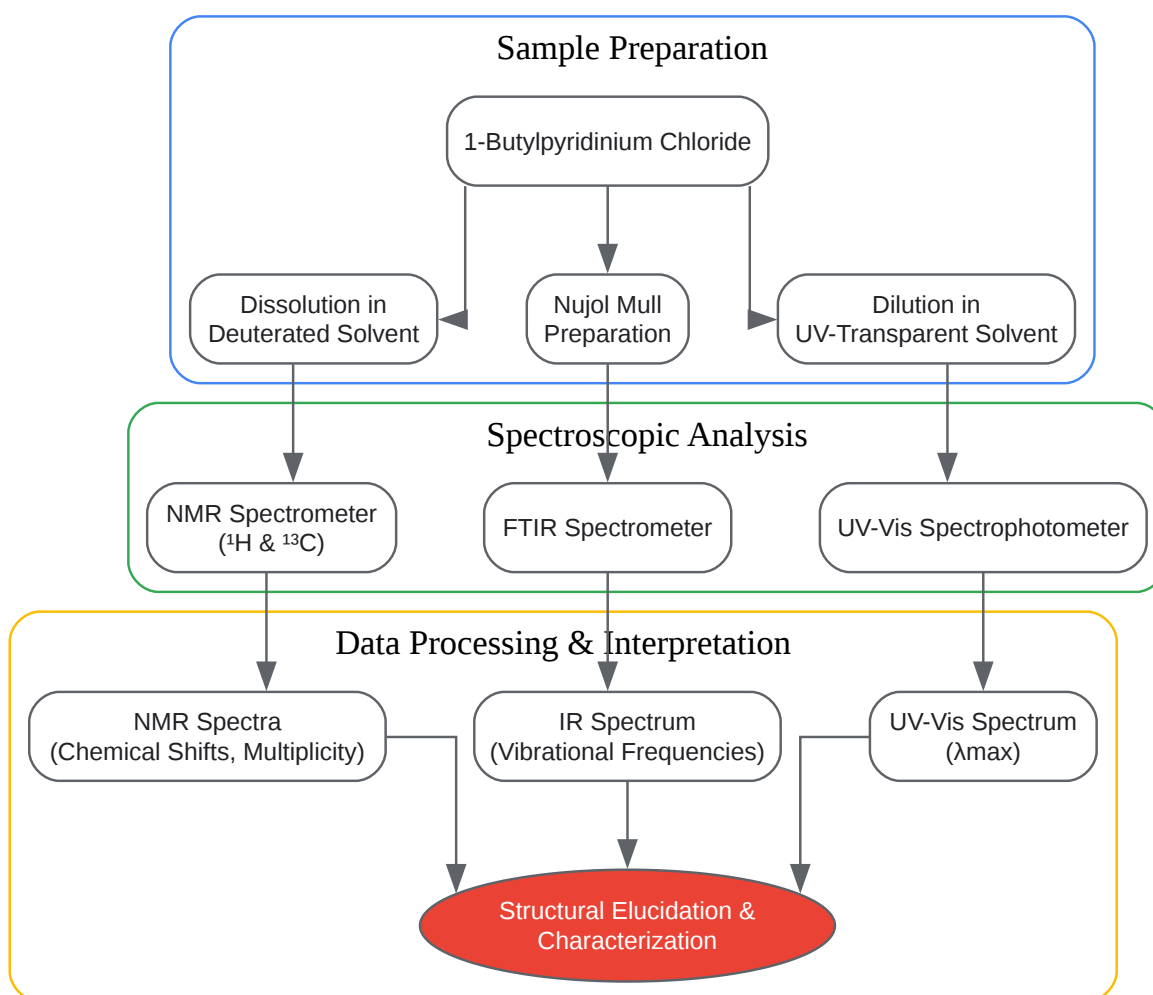 Sample Preparation
1-Butylpyridinium Chloride
Dissolution in
Deuterated Solvent
Nujol Mull
Preparation
Dilution in
UV-Transparent Solvent
Spectroscopic Analysis
NMR Spectrometer
(¹H & ¹³C)
FTIR Spectrometer
UV-Vis Spectrophotometer
Data Processing & Interpretation
NMR Spectra
(Chemical Shifts, Multiplicity)
IR Spectrum
(Vibrational Frequencies)
UV-Vis Spectrum
(λmax)
Structural Elucidation &
Characterization